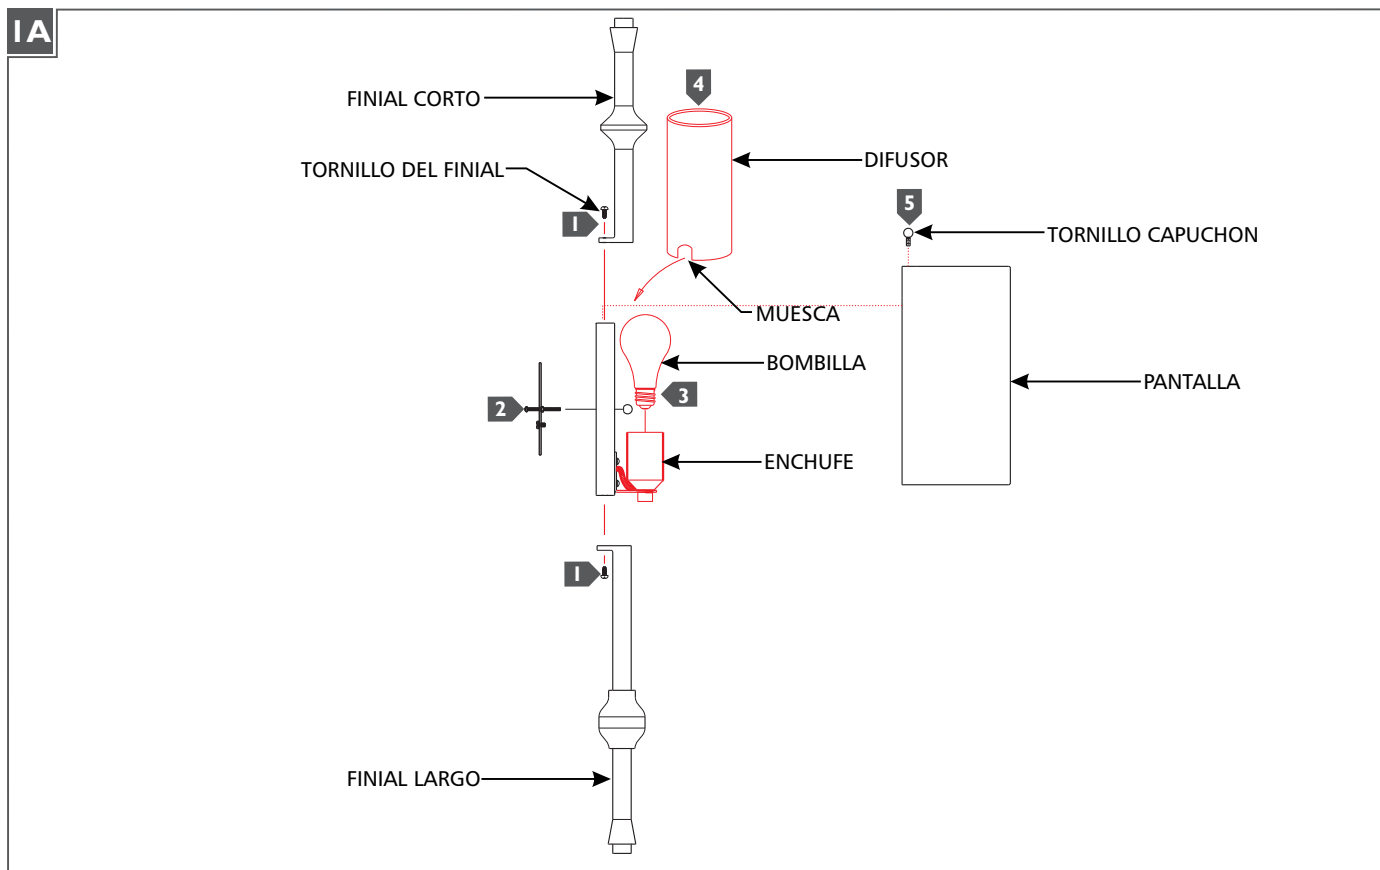 1A
FINIAL CORTO
4
DIFUSOR
TORNILLO DEL FINIAL
1
5
TORNILLO CAPUCHON
MUESCA
BOMBILLA
3
PANTALLA
2
ENCHUFE
1
FINIAL LARGO